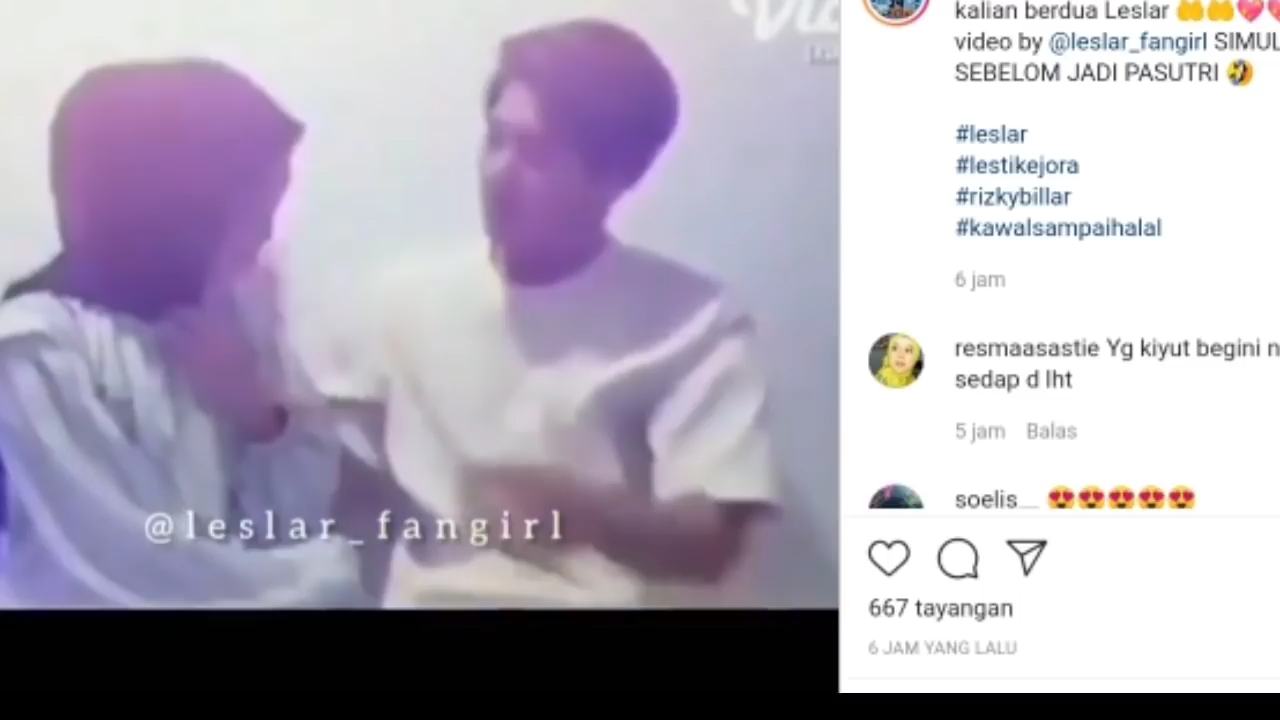 kalian berdua Leslar 🤲🤲💖
video by @leslar_fangirl SIMUL
SEBELOM JADI PASUTRI 🤣
#leslar
#lestikejora
#rizkybillar
#kawalsampaihalal
6 jam
resmaasastie Yg kiyut begini n
sedap d lht
5 jam Balas
soelis__ 😍😍😍😍😍
667 tayangan
6 JAM YANG LALU
@leslar_fangirl